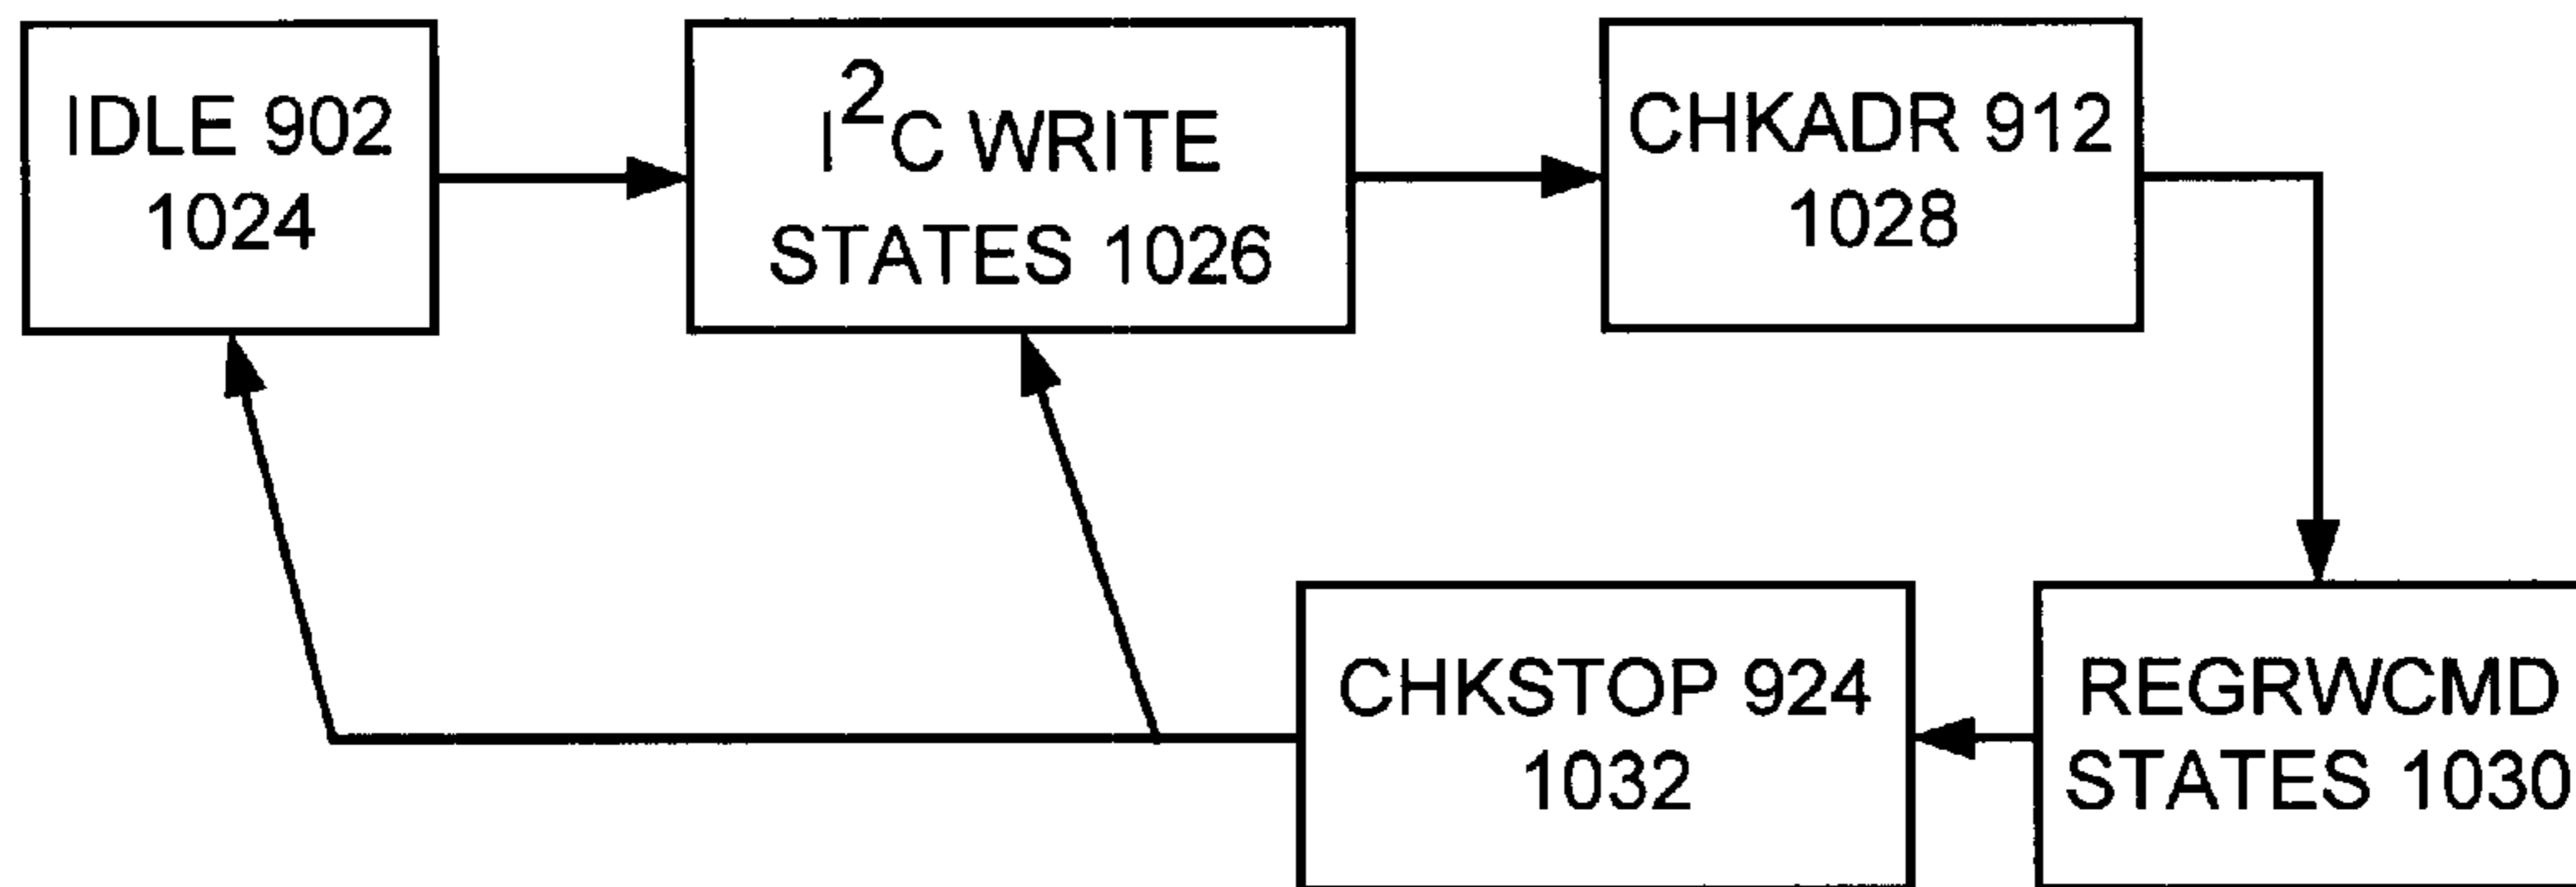 IDLE 902
1024
I²C WRITE
STATES 1026
CHKADR 912
1028
CHKSTOP 924
1032
REGRWCMD
STATES 1030